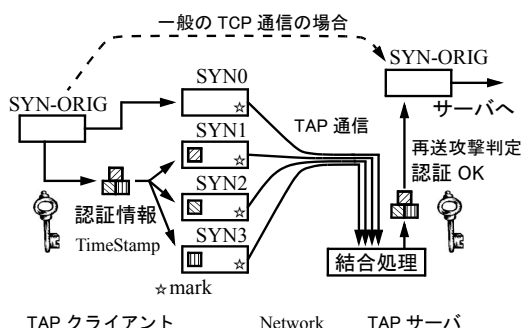 一般の TCP 通信の場合
SYN-ORIG
SYN-ORIG
サーバへ
SYN0
☆
SYN1
☆
SYN2
☆
SYN3
☆
TAP 通信
再送攻撃判定
認証 OK
認証情報
TimeStamp
結合処理
☆mark
TAP クライアント
Network
TAP サーバ